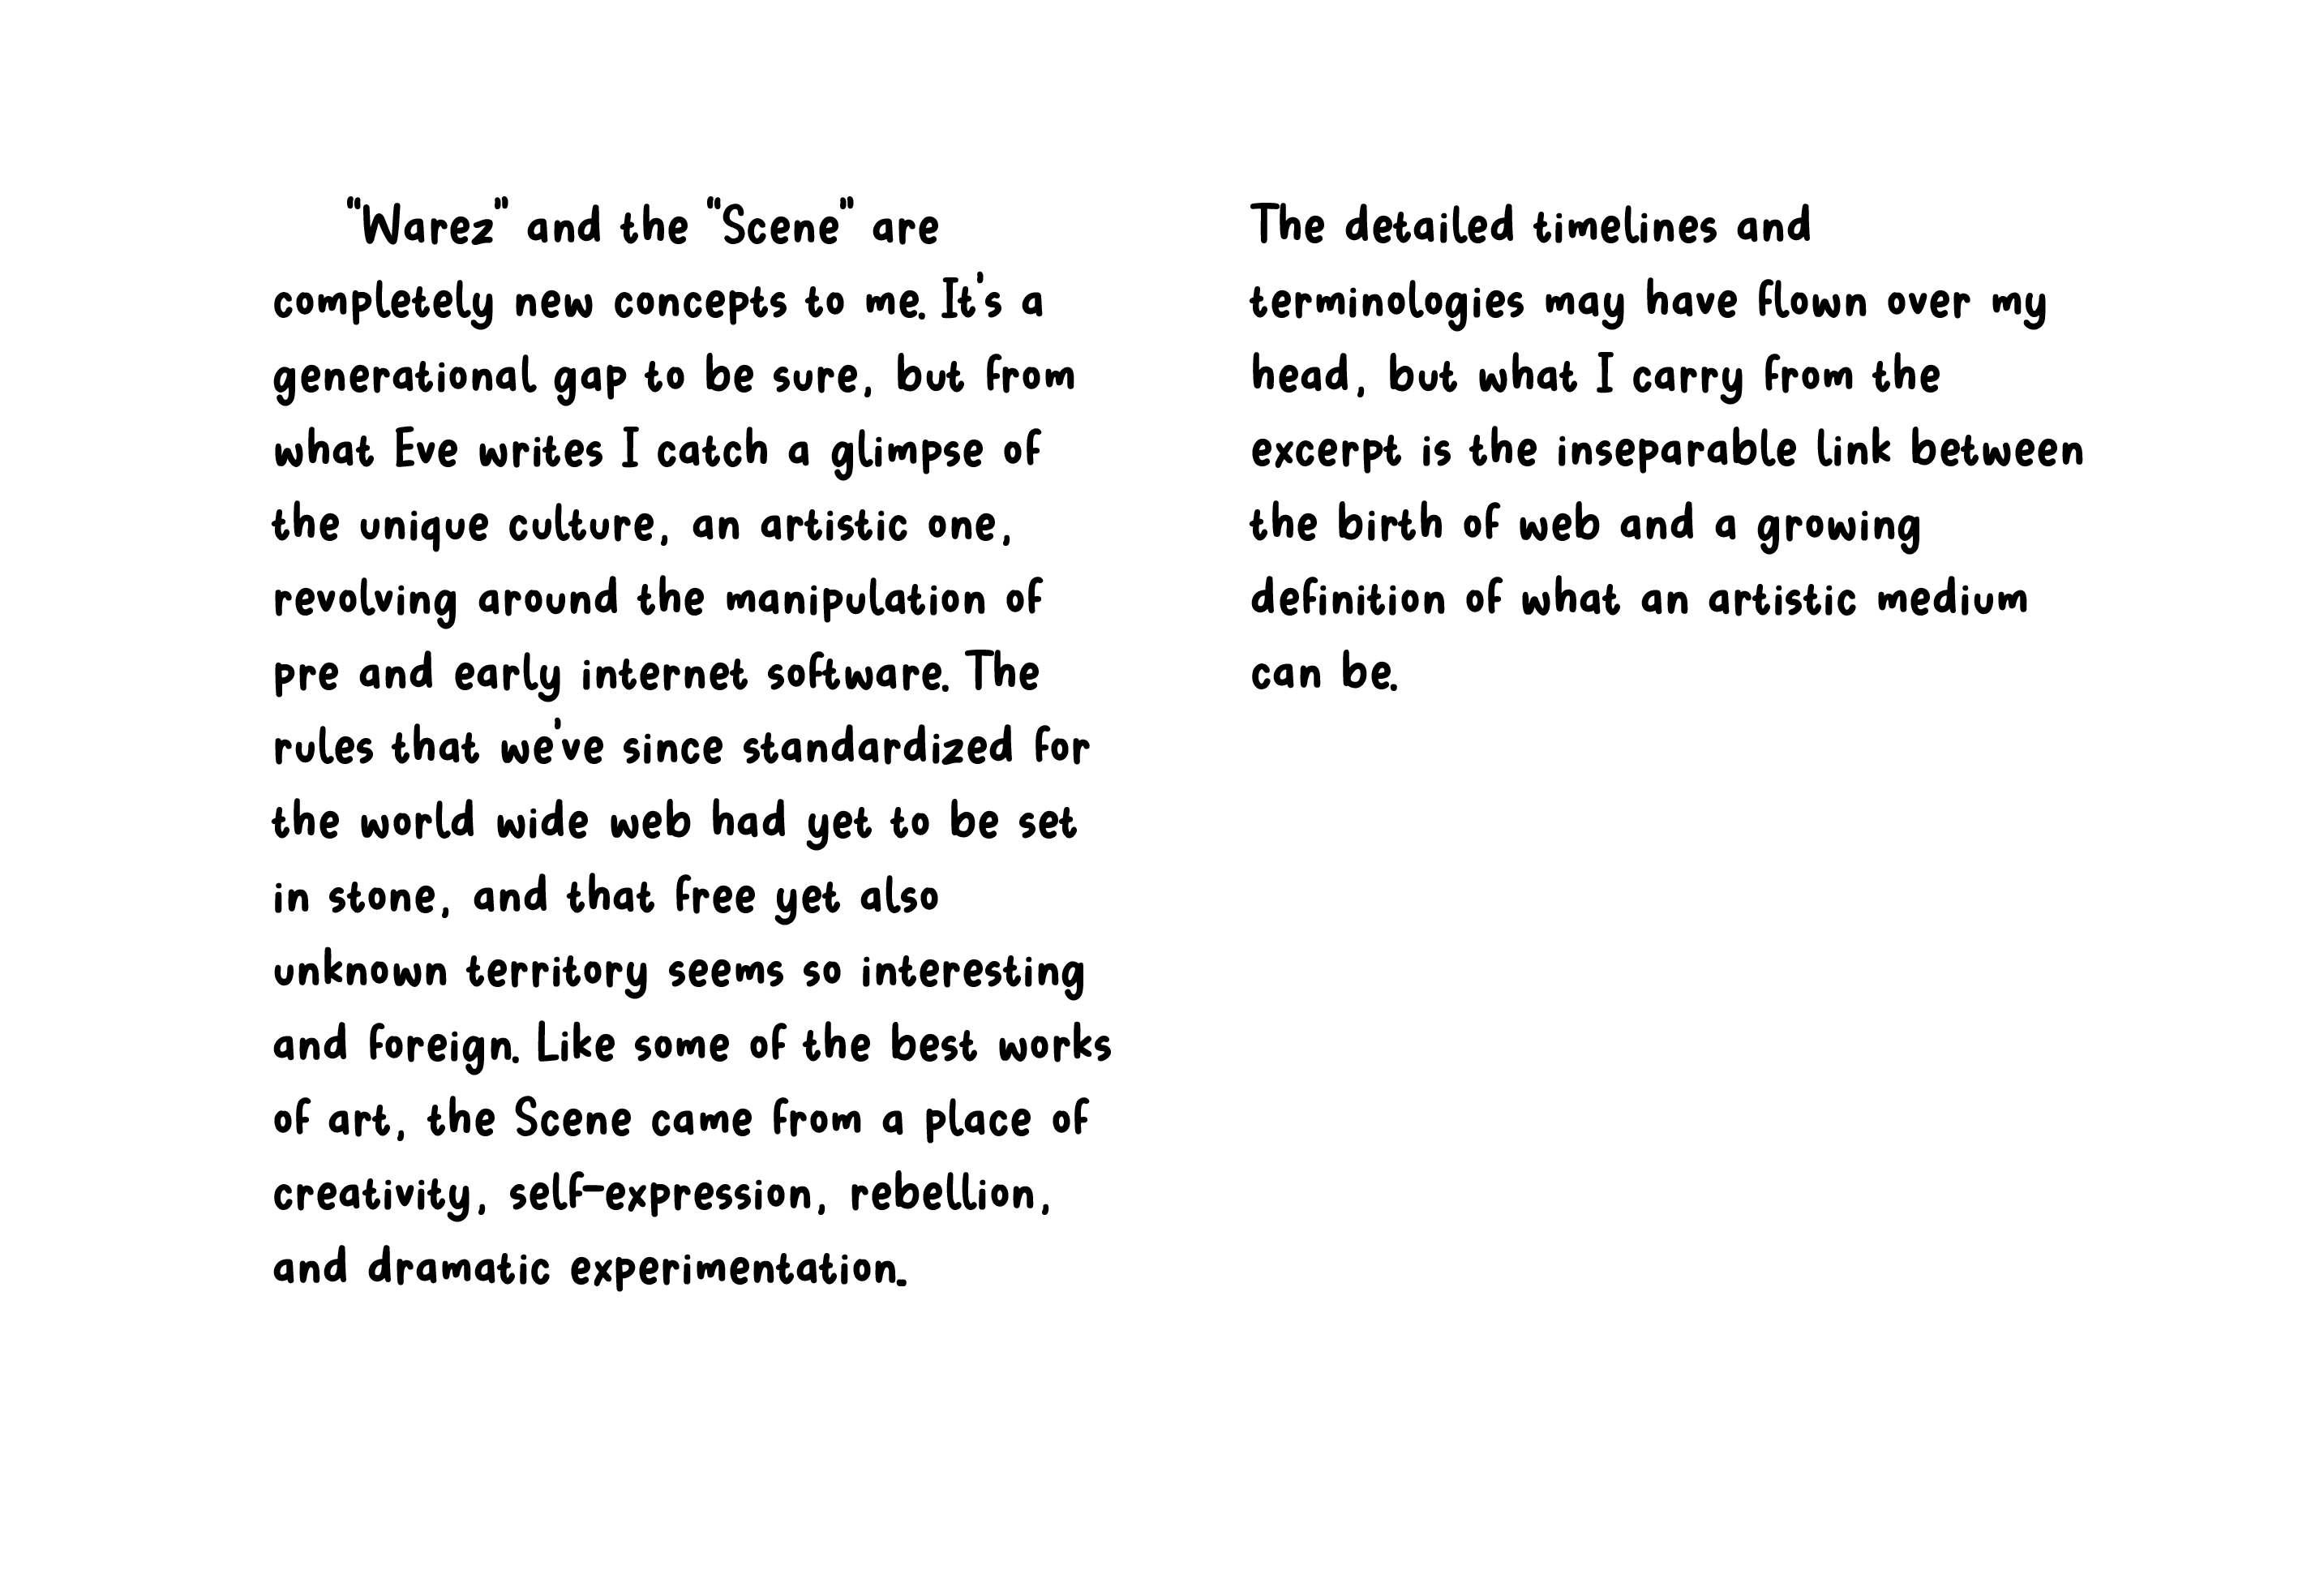 "Warez" and the "Scene" are
completely new concepts to me. It's a
generational gap to be sure, but from
what Eve writes I catch a glimpse of
the unique culture, an artistic one,
revolving around the manipulation of
pre and early internet software. The
rules that we've since standardized for
the world wide web had yet to be set
in stone, and that free yet also
unknown territory seems so interesting
and foreign. Like some of the best works
of art, the Scene came from a place of
creativity, self-expression, rebellion,
and dramatic experimentation..
The detailed timelines and
terminologies may have flown over my
head, but what I carry from the
excerpt is the inseparable link between
the birth of web and a growing
definition of what an artistic medium
can be.